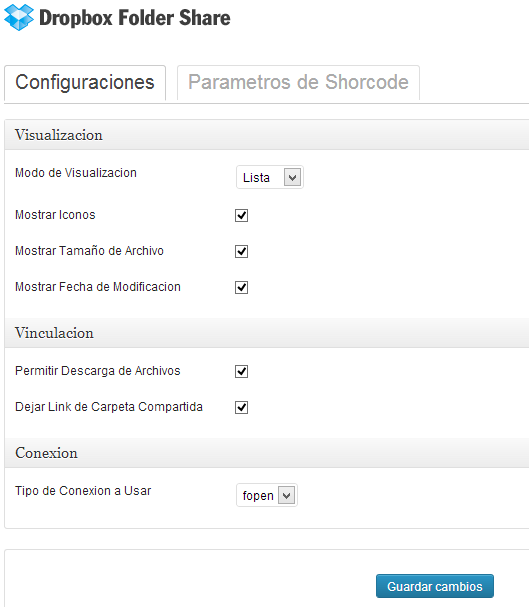 Dropbox Folder Share
Configuraciones
Parametros de Shorcode
Visualizacion
Modo de Visualizacion
Lista
Mostrar Iconos
Mostrar Tamaño de Archivo
Mostrar Fecha de Modificacion
Vinculacion
Permitir Descarga de Archivos
Dejar Link de Carpeta Compartida
Conexion
Tipo de Conexion a Usar
fopen
Guardar cambios